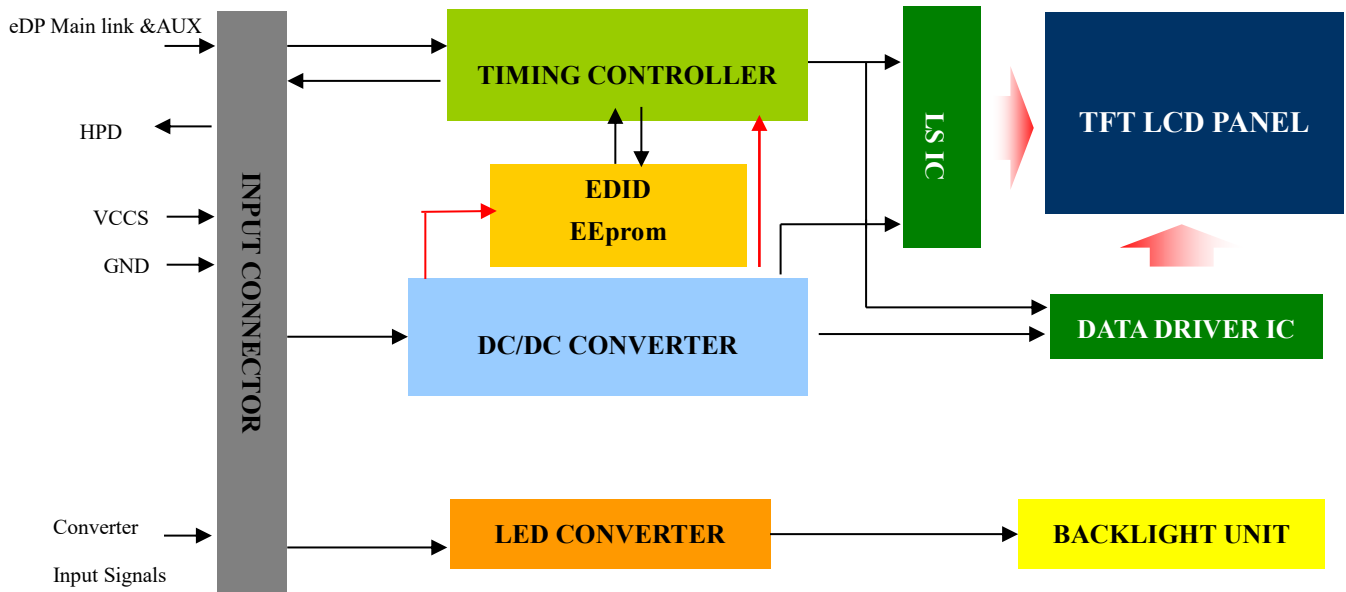 eDP Main link &AUX
HPD
VCCS
GND
Converter
Input Signals
INPUT CONNECTOR
TIMING CONTROLLER
EDID
EEprom
DC/DC CONVERTER
LED CONVERTER
LS IC
TFT LCD PANEL
DATA DRIVER IC
BACKLIGHT UNIT